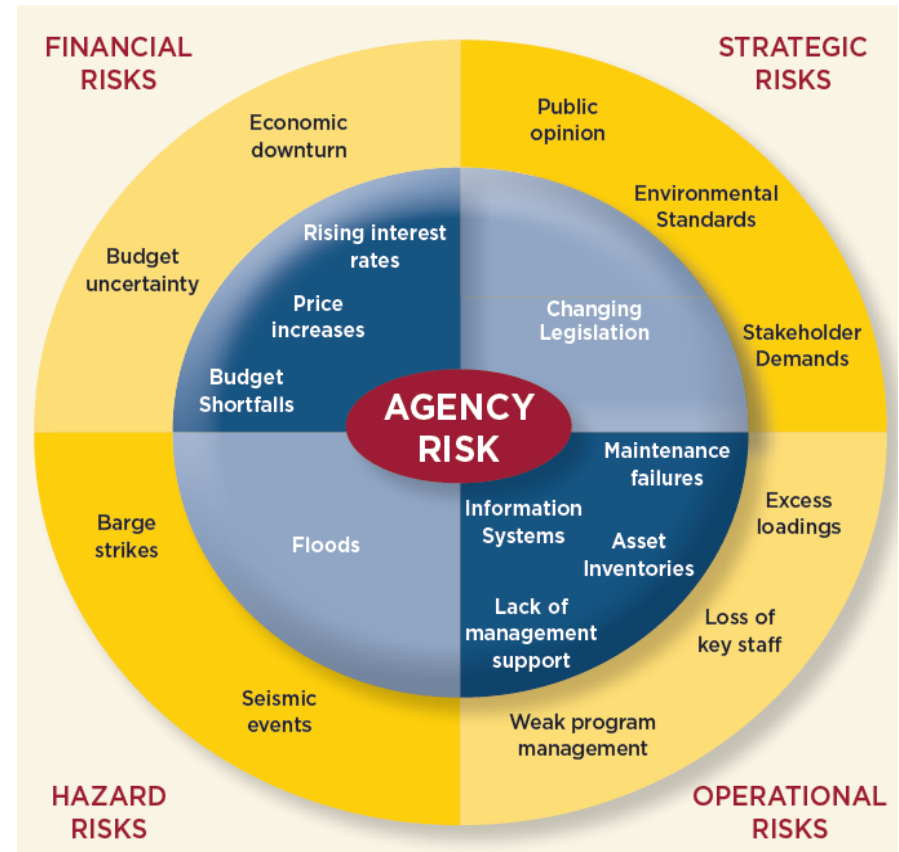 FINANCIAL
RISKS
STRATEGIC
RISKS
Economic
downturn
Budget
uncertainty
Rising interest
rates
Price
increases
Budget
Shortfalls
Public
opinion
Environmental
Standards
Stakeholder
Demands
Changing
Legislation
AGENCY
RISK
Barge
strikes
Seismic
events
Floods
Maintenance
failures
Information
Systems
Asset
Inventories
Lack of
management
support
Excess
loadings
Loss of
key staff
Weak program
management
HAZARD
RISKS
OPERATIONAL
RISKS